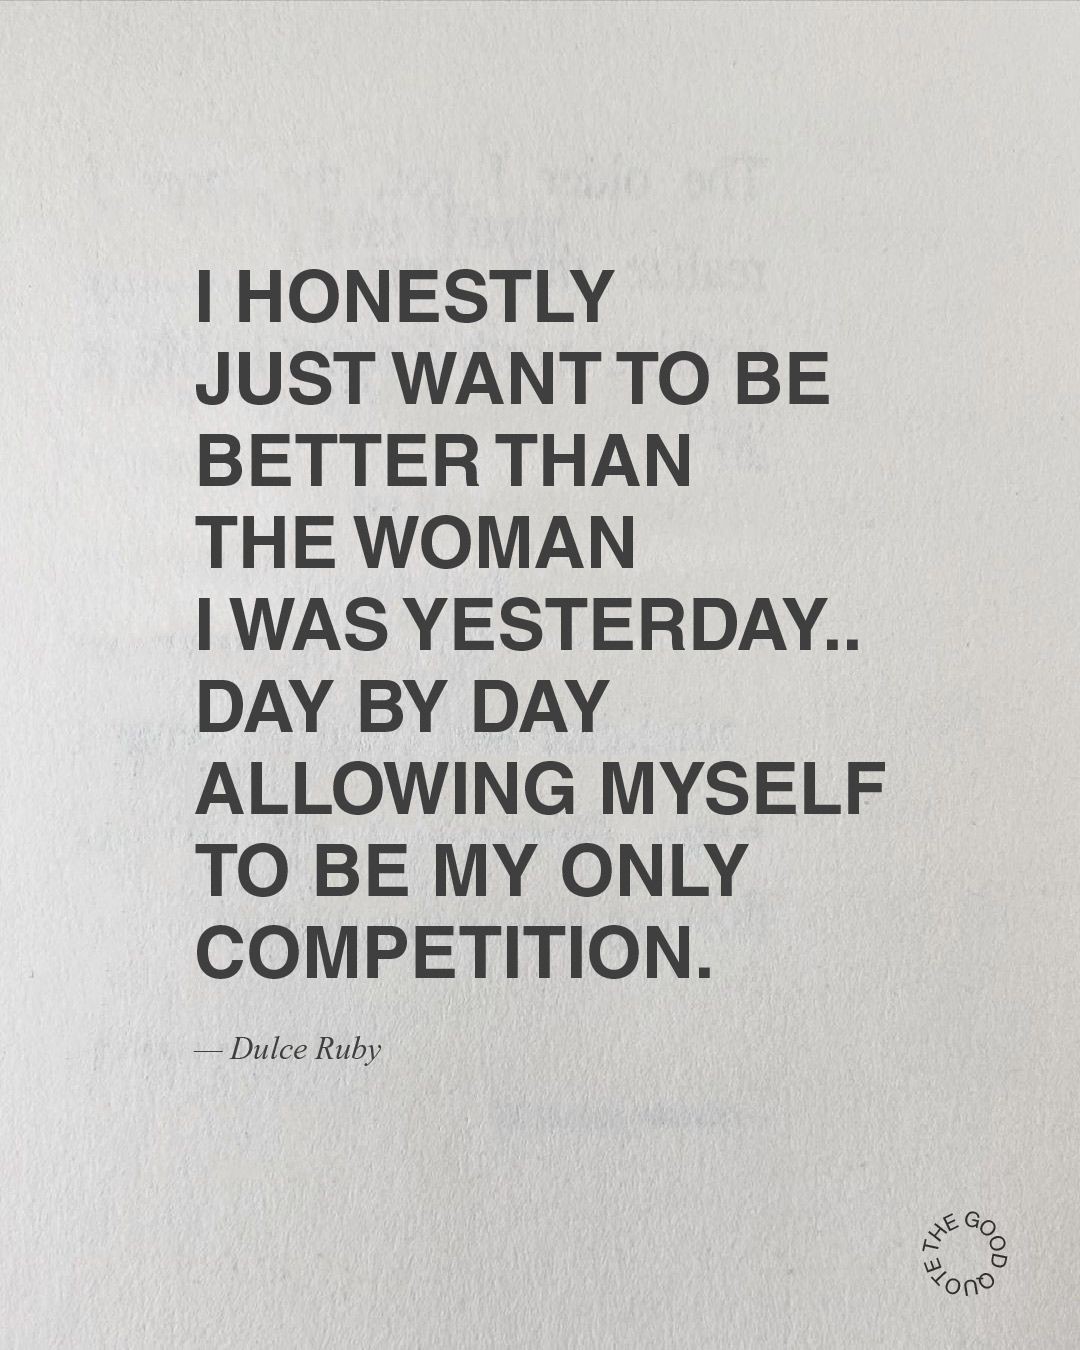 I HONESTLY
JUST WANT TO BE
BETTER THAN
THE WOMAN
I WAS YESTERDAY..
DAY BY DAY
ALLOWING MYSELF
TO BE MY ONLY
COMPETITION.
— Dulce Ruby
THE GOOD QUOTE